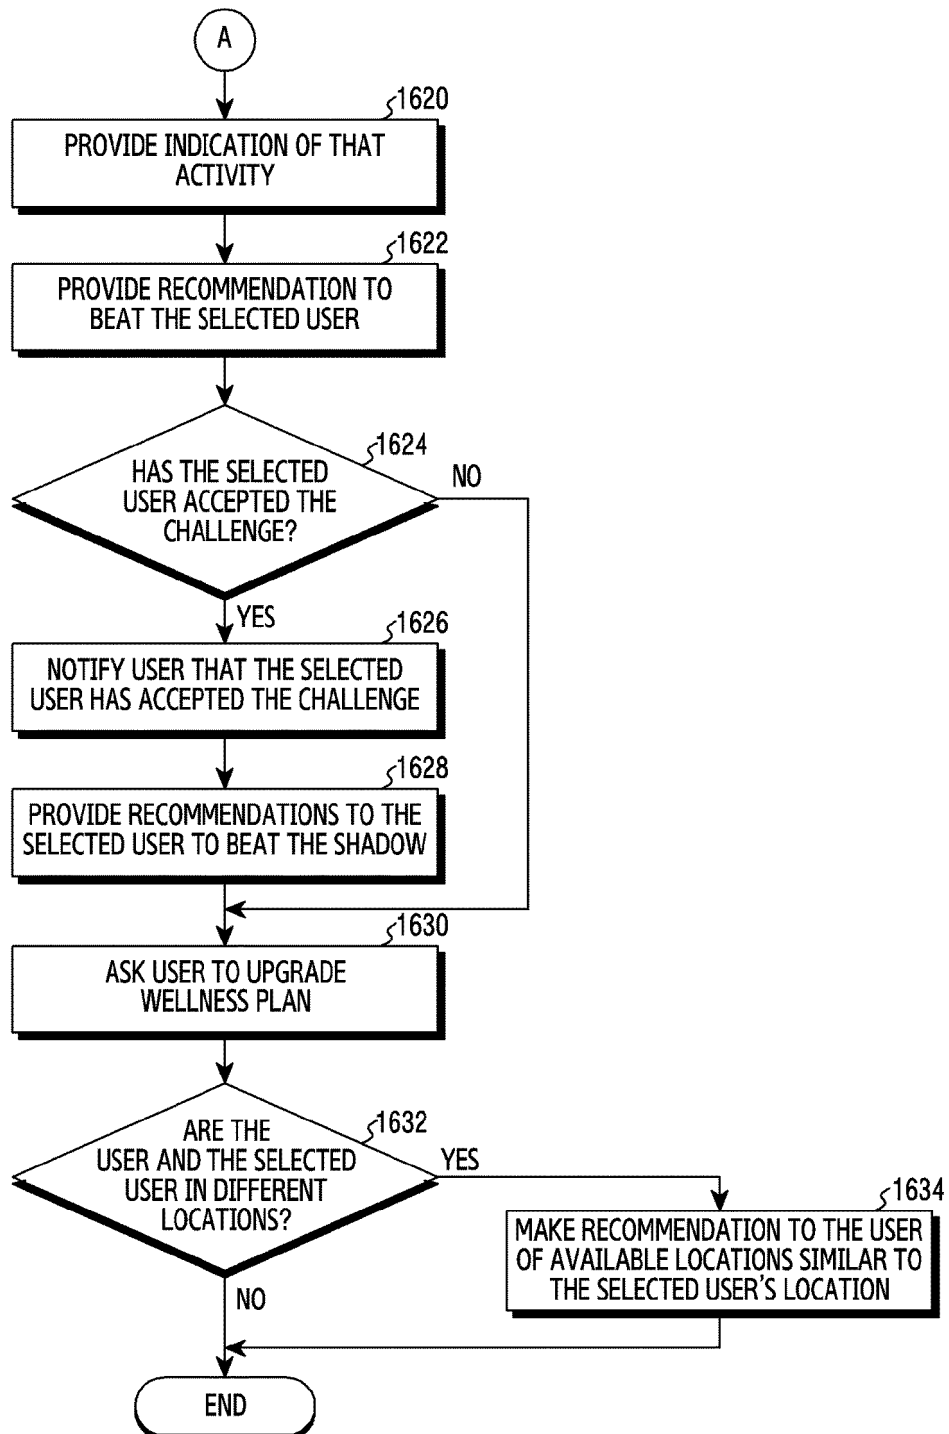 A
1620
PROVIDE INDICATION OF THAT
ACTIVITY
1622
PROVIDE RECOMMENDATION TO
BEAT THE SELECTED USER
1624
HAS THE SELECTED
USER ACCEPTED THE
CHALLENGE?
NO
YES
1626
NOTIFY USER THAT THE SELECTED
USER HAS ACCEPTED THE CHALLENGE
1628
PROVIDE RECOMMENDATIONS TO THE
SELECTED USER TO BEAT THE SHADOW
1630
ASK USER TO UPGRADE
WELLNESS PLAN
1632
ARE THE
USER AND THE SELECTED
USER IN DIFFERENT
LOCATIONS?
YES
1634
MAKE RECOMMENDATION TO THE USER
OF AVAILABLE LOCATIONS SIMILAR TO
THE SELECTED USER'S LOCATION
NO
END